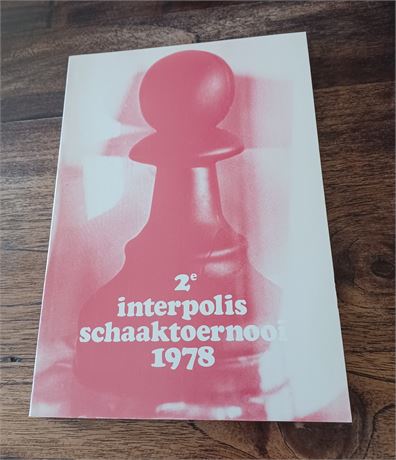 2e
interpolis
schaaktoernooi
1978